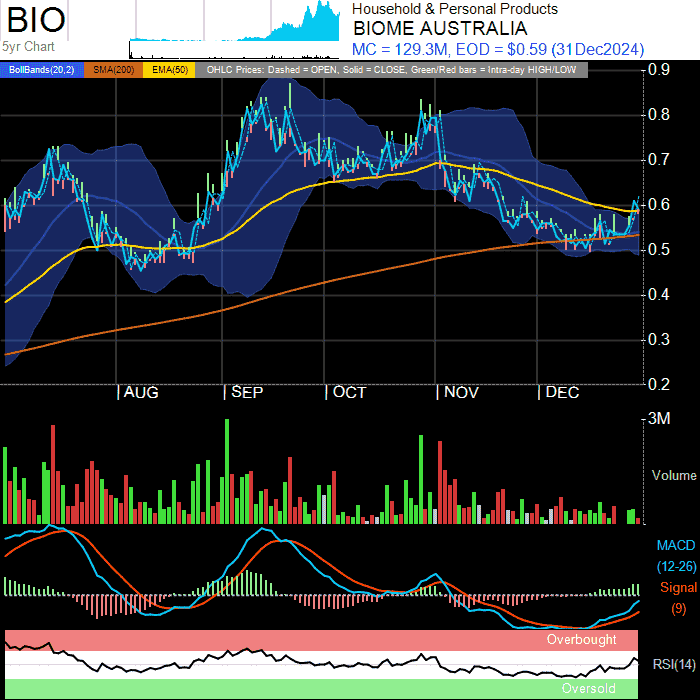 BIO
5yr Chart
Household & Personal Products
BIOME AUSTRALIA
MC = 129.3M, EOD = $0.59 (31Dec2024)
BollBands(20,2) SMA(200) EMA(50) OHLC Prices: Dashed = OPEN, Solid = CLOSE, Green/Red bars = Intra-day HIGH/LOW
0.9
0.8
0.7
0.6
0.5
0.4
0.3
0.2
AUG SEP OCT NOV DEC
3M
Volume
MACD
(12-26)
Signal
(9)
Overbought
RSI(14)
Oversold